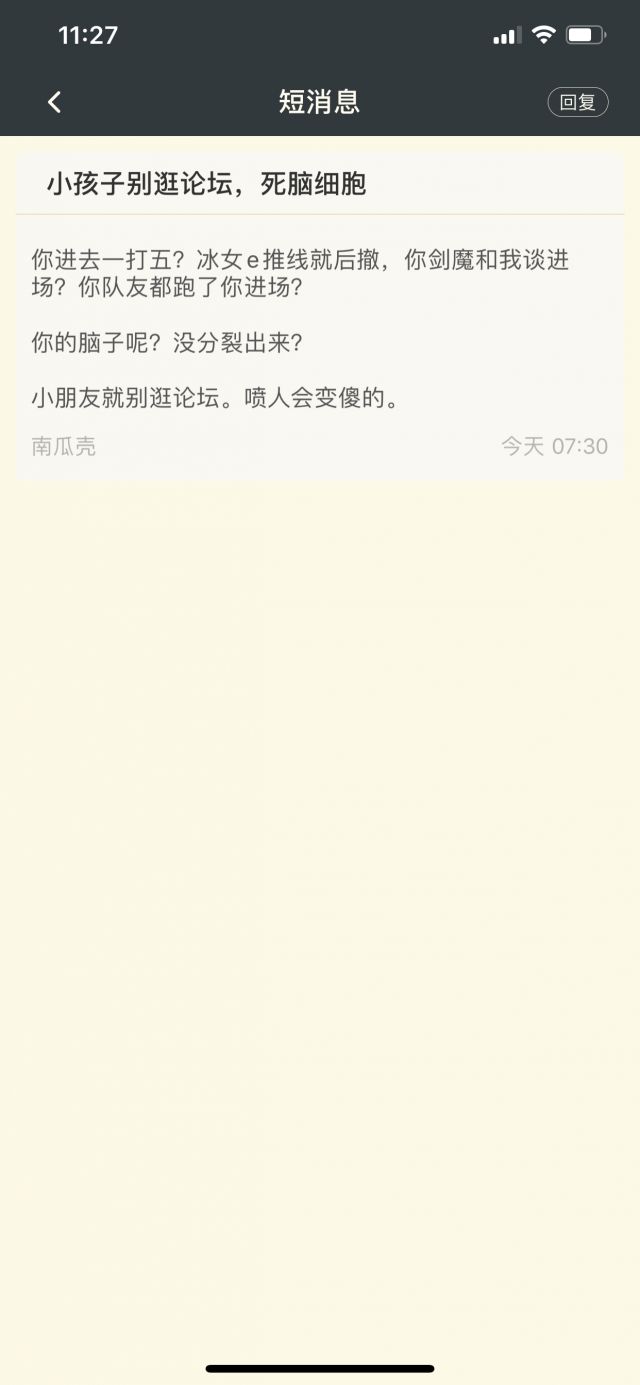 11:27
短消息
回复
小孩子别逛论坛，死脑细胞
你进去一打五？冰女e推线就后撤，你剑魔和我谈进
场？你队友都跑了你进场？
你的脑子呢？没分裂出来？
小朋友就别逛论坛。喷人会变傻的。
南瓜壳
今天 07:30